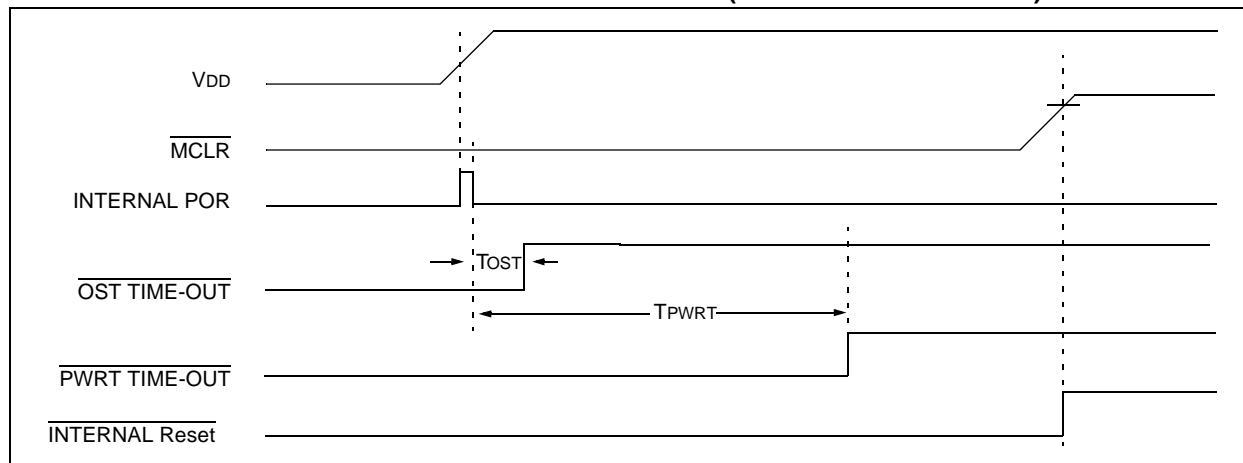 VDD
MCLR
INTERNAL POR
TOST
OST TIME-OUT
TPWRT
PWRT TIME-OUT
INTERNAL Reset